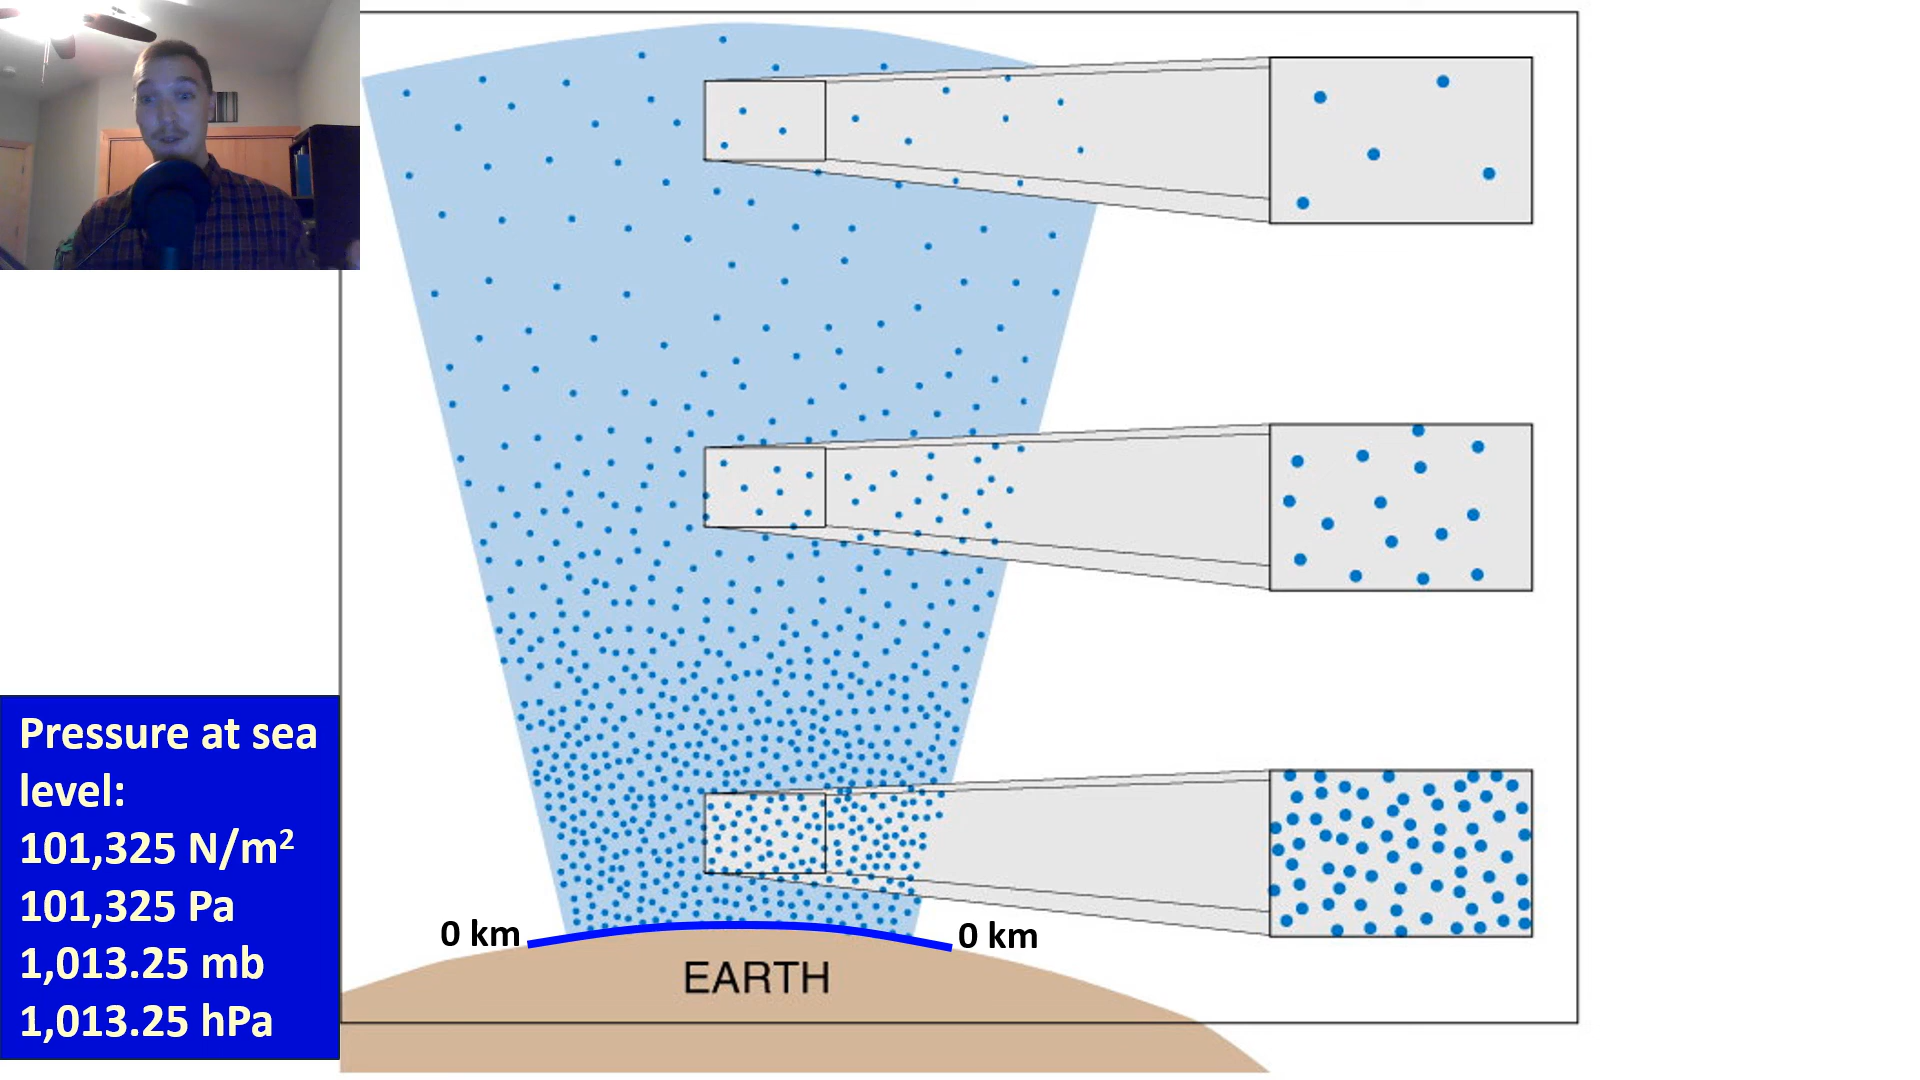 Pressure at sea
level:
101,325 N/m²
101,325 Pa
1,013.25 mb
1,013.25 hPa
0 km
0 km
EARTH